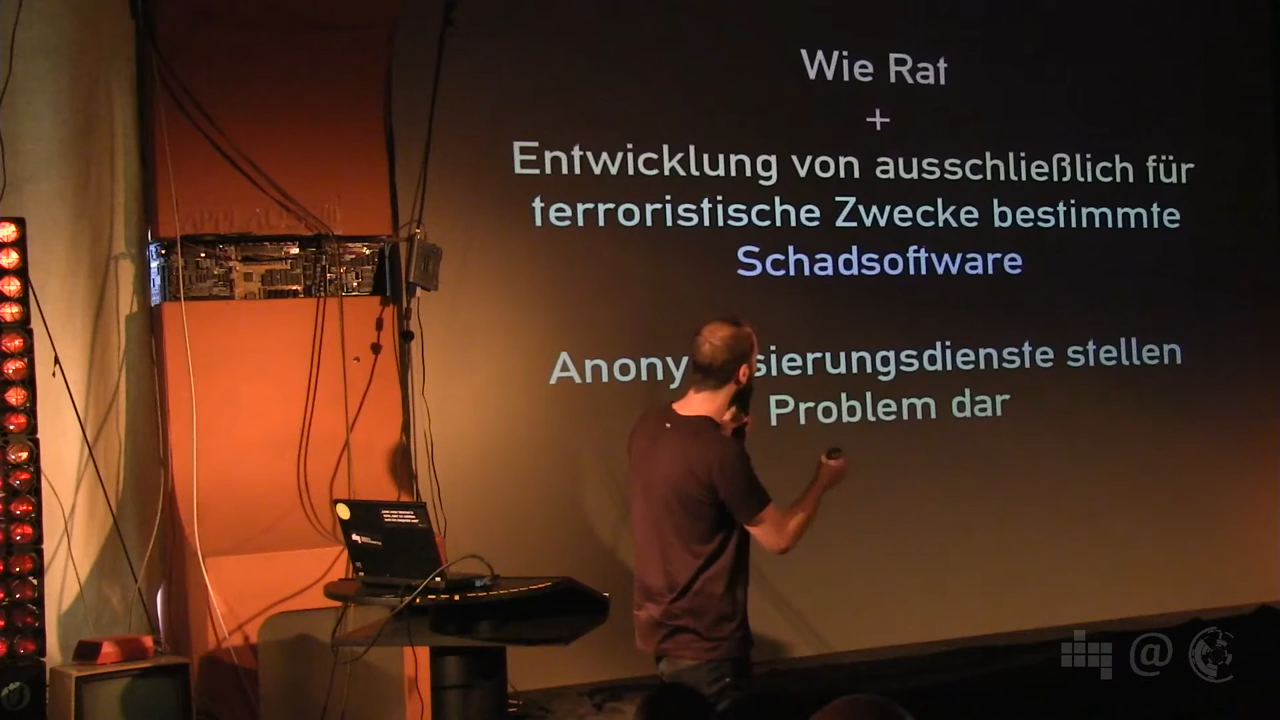 Wie Rat
+
Entwicklung von ausschließlich für
terroristische Zwecke bestimmte
Schadsoftware
stellen
Problem dar
@